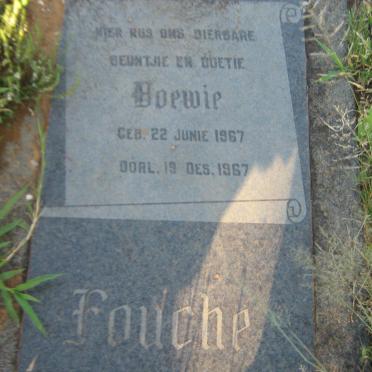 HIER RUS ONS DIERBARE
SEUNTJIE EN BOETIE
Boewie
GEB. 22 JUNIE 1967
OORL. 19 DES. 1967
Fouche